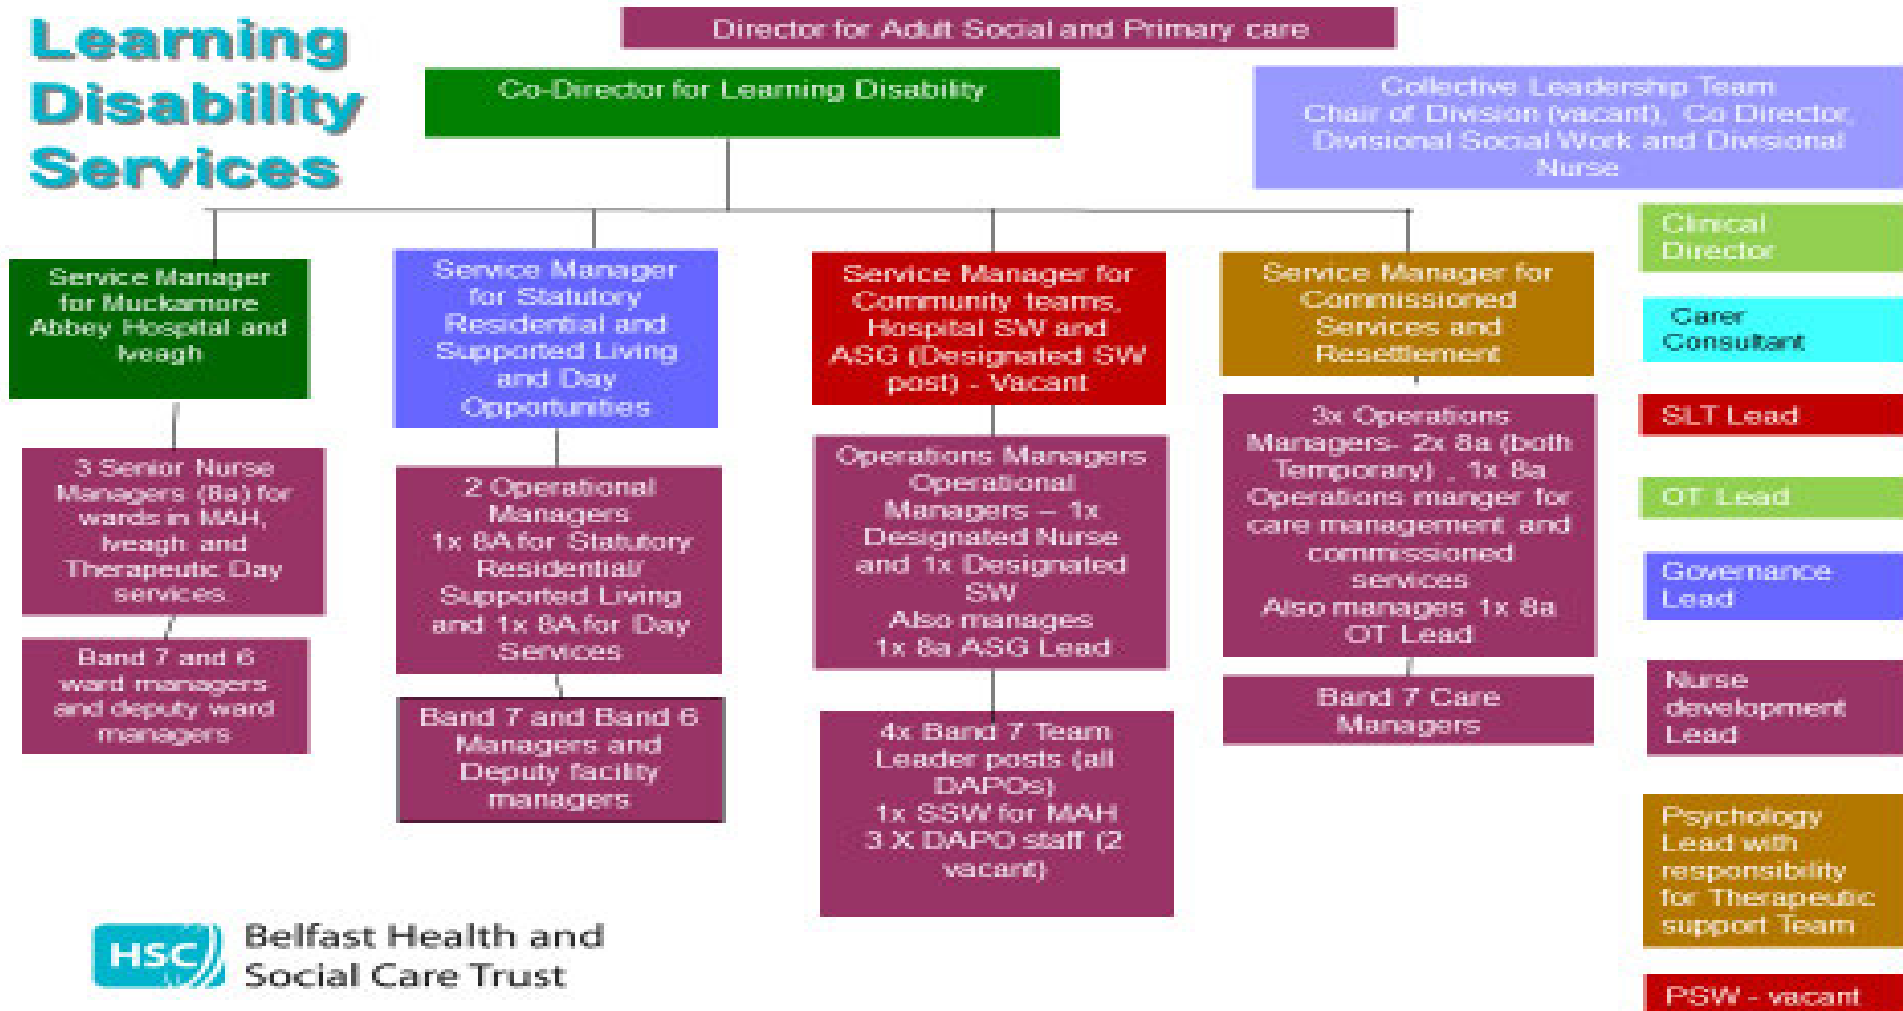 Learning
Disability
Services
Director for Adult Social and Primary care
Co-Director for Learning Disability
Collective Leadership Team
Chair of Division (vacant), Co Director,
Divisional Social Work and Divisional
Nurse
Service Manager
for Muckamore
Abbey Hospital and
Iveagh
3 Senior Nurse
Managers (8a) for
wards in MAH,
Iveagh and
Therapeutic Day
services
Band 7 and 6
ward managers
and deputy ward
managers
Service Manager
for Statutory
Residential and
Supported Living
and Day
Opportunities
2 Operational
Managers
1x 8A for Statutory
Residential/
Supported Living
and 1x 8A for Day
Services
Band 7 and Band 6
Managers and
Deputy facility
managers
Service Manager for
Community teams,
Hospital SW and
ASG (Designated SW
post) - Vacant
Operations Managers
Operational
Managers – 1x
Designated Nurse
and 1x Designated
SW
Also manages
1x 8a ASG Lead
4x Band 7 Team
Leader posts (all
DAPOs)
1x SSW for MAH
3 X DAPO staff (2
vacant)
Service Manager for
Commissioned
Services and
Resettlement
3x Operations
Managers- 2x 8a (both
Temporary) , 1x 8a
Operations manger for
care management and
commissioned
services
Also manages 1x 8a
OT Lead
Band 7 Care
Managers
Clinical
Director
Carer
Consultant
SLT Lead
OT Lead
Governance
Lead
Nurse
development
Lead
Psychology
Lead with
responsibility
for Therapeutic
support Team
PSW - vacant
HSC
Belfast Health and
Social Care Trust